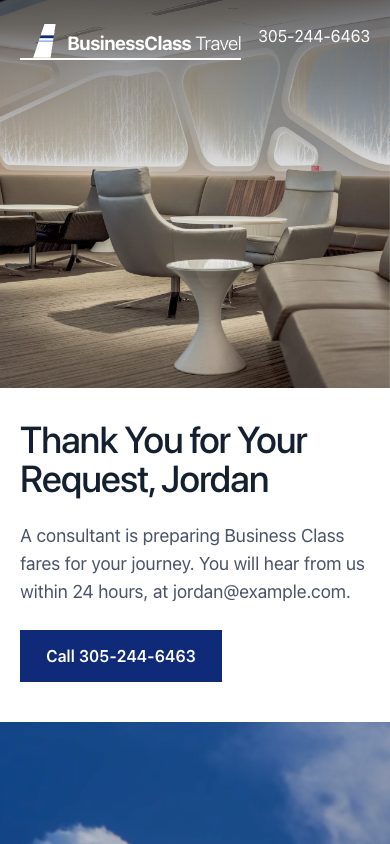 BusinessClass Travel 305-244-6463
Thank You for Your
Request, Jordan
A consultant is preparing Business Class
fares for your journey. You will hear from us
within 24 hours, at jordan@example.com.
Call 305-244-6463